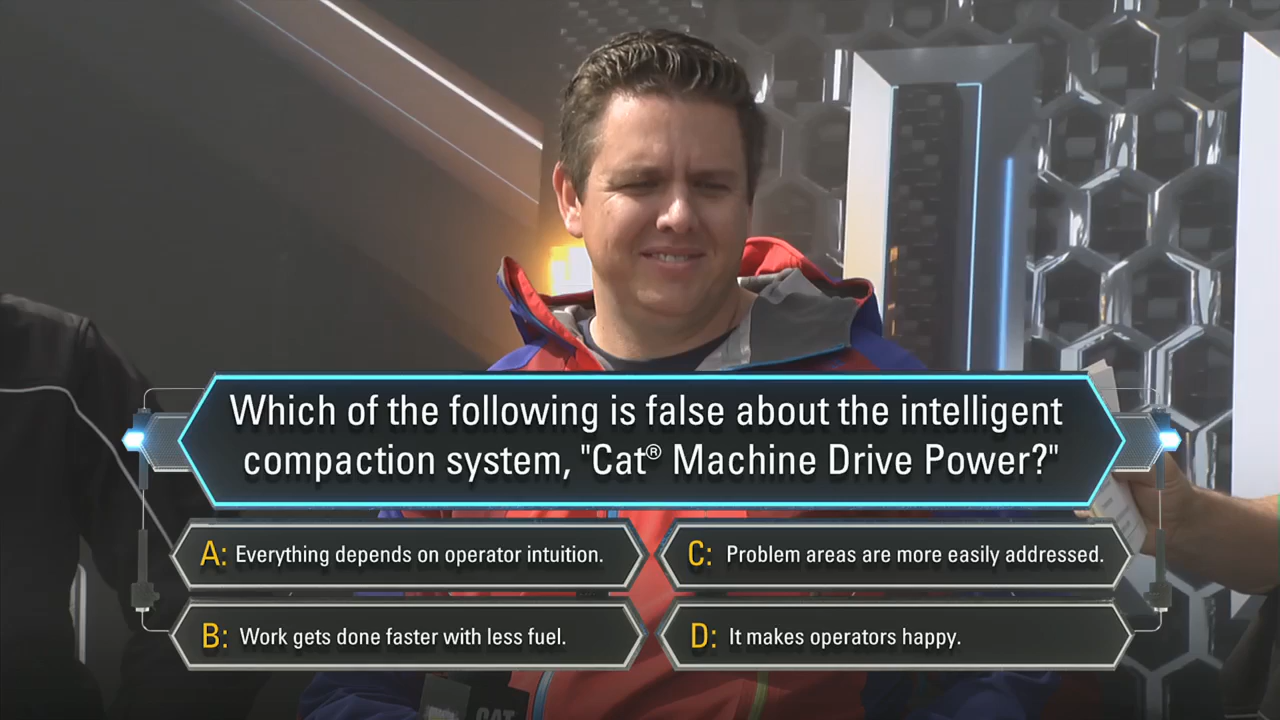 Which of the following is false about the intelligent
compaction system, "Cat® Machine Drive Power?"
A: Everything depends on operator intuition.
C: Problem areas are more easily addressed.
B: Work gets done faster with less fuel.
D: It makes operators happy.
CAT